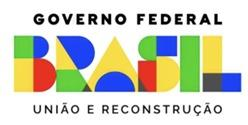 GOVERNO FEDERAL
BRASIL
UNIÃO E RECONSTRUÇÃO